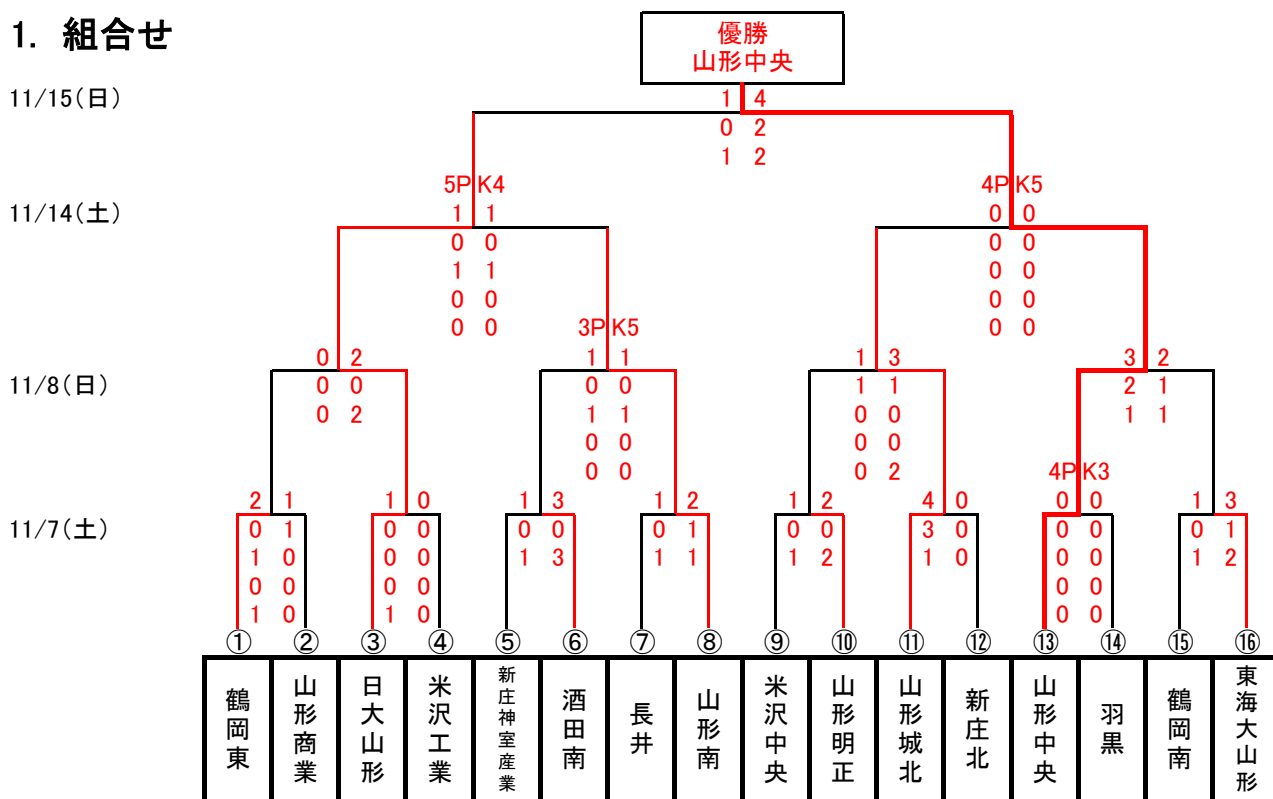 1. 組合せ
優勝
山形中央
11/15(日)
1 4
0 2
1 2
5PK4 4PK5
11/14(土)
1 1 0 0
0 0 0 0
1 1 0 0
0 0 0 0
0 0 0 0
3PK5
0 2 1 1 1 3 3 2
11/8(日)
0 0 0 0 1 1 2 1
0 2 1 1 0 0 1 1
0 0 0 0
0 0 0 2
4PK3
2 1 1 0 1 3 1 2 1 2 4 0 0 0 1 3
11/7(土)
0 1 0 0 0 0 0 1 0 0 3 0 0 0 0 1
1 0 0 0 1 3 1 1 1 2 1 0 0 0 1 2
0 0 0 0 0 0
1 0 1 0 0 0
① ② ③ ④ ⑤ ⑥ ⑦ ⑧ ⑨ ⑩ ⑪ ⑫ ⑬ ⑭ ⑮ ⑯
鶴岡東
山形商業
日大山形
米沢工業
新庄神室産業
酒田南
長井
山形南
米沢中央
山形明正
山形城北
新庄北
山形中央
羽黒
鶴岡南
東海大山形